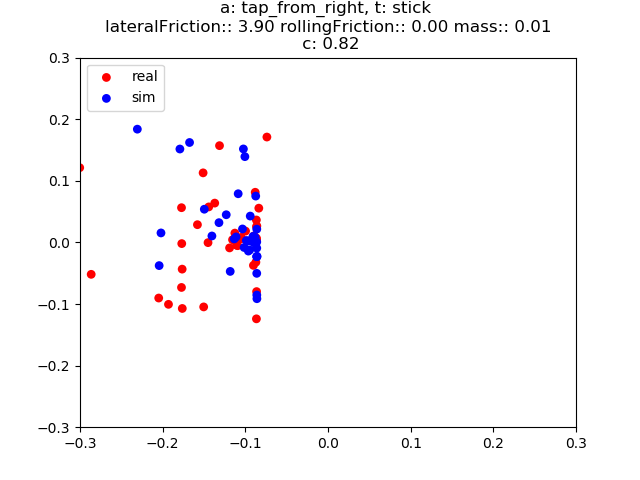 a: tap_from_right, t: stick
lateralFriction:: 3.90 rollingFriction:: 0.00 mass:: 0.01
c: 0.82
0.3
real
sim
0.2
0.1
0.0
−0.1
−0.2
−0.3
−0.3 −0.2 −0.1 0.0 0.1 0.2 0.3